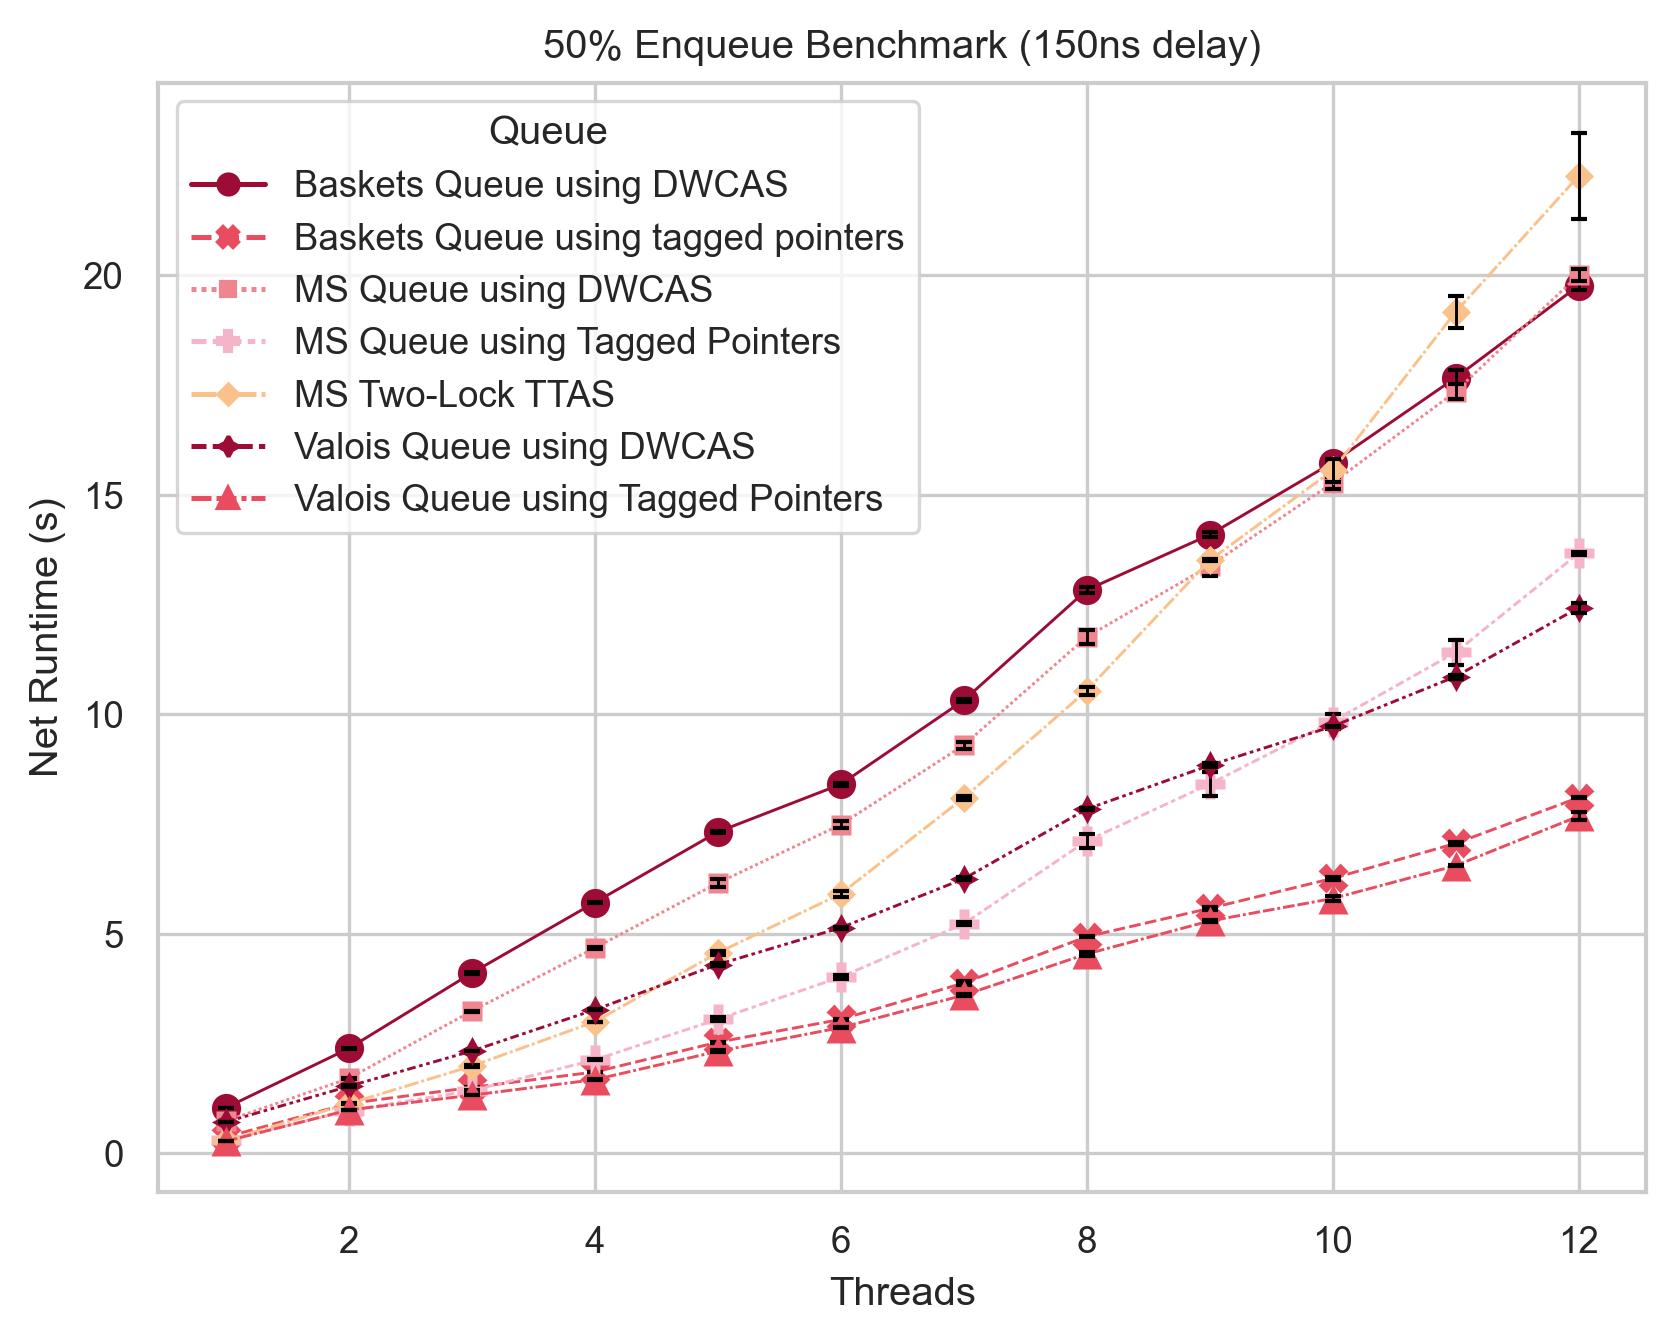 50% Enqueue Benchmark (150ns delay)
Queue
Baskets Queue using DWCAS
Baskets Queue using tagged pointers
MS Queue using DWCAS
MS Queue using Tagged Pointers
MS Two-Lock TTAS
Valois Queue using DWCAS
Valois Queue using Tagged Pointers
Net Runtime (s)
20
15
10
5
0
2 4 6 8 10 12
Threads